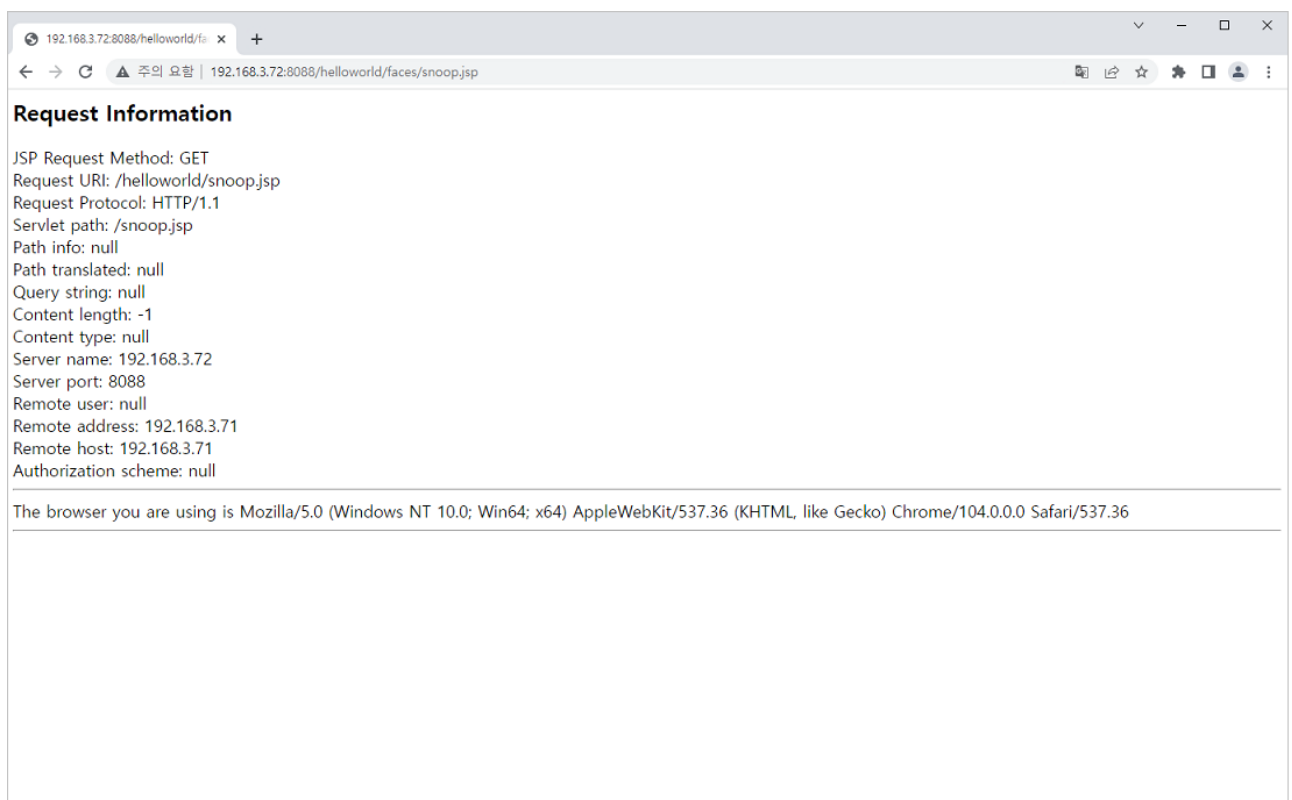 192.168.3.72:8088/helloworld/fa
주의 요함 | 192.168.3.72:8088/helloworld/faces/snoop.jsp
Request Information
JSP Request Method: GET
Request URI: /helloworld/snoop.jsp
Request Protocol: HTTP/1.1
Servlet path: /snoop.jsp
Path info: null
Path translated: null
Query string: null
Content length: -1
Content type: null
Server name: 192.168.3.72
Server port: 8088
Remote user: null
Remote address: 192.168.3.71
Remote host: 192.168.3.71
Authorization scheme: null
The browser you are using is Mozilla/5.0 (Windows NT 10.0; Win64; x64) AppleWebKit/537.36 (KHTML, like Gecko) Chrome/104.0.0.0 Safari/537.36